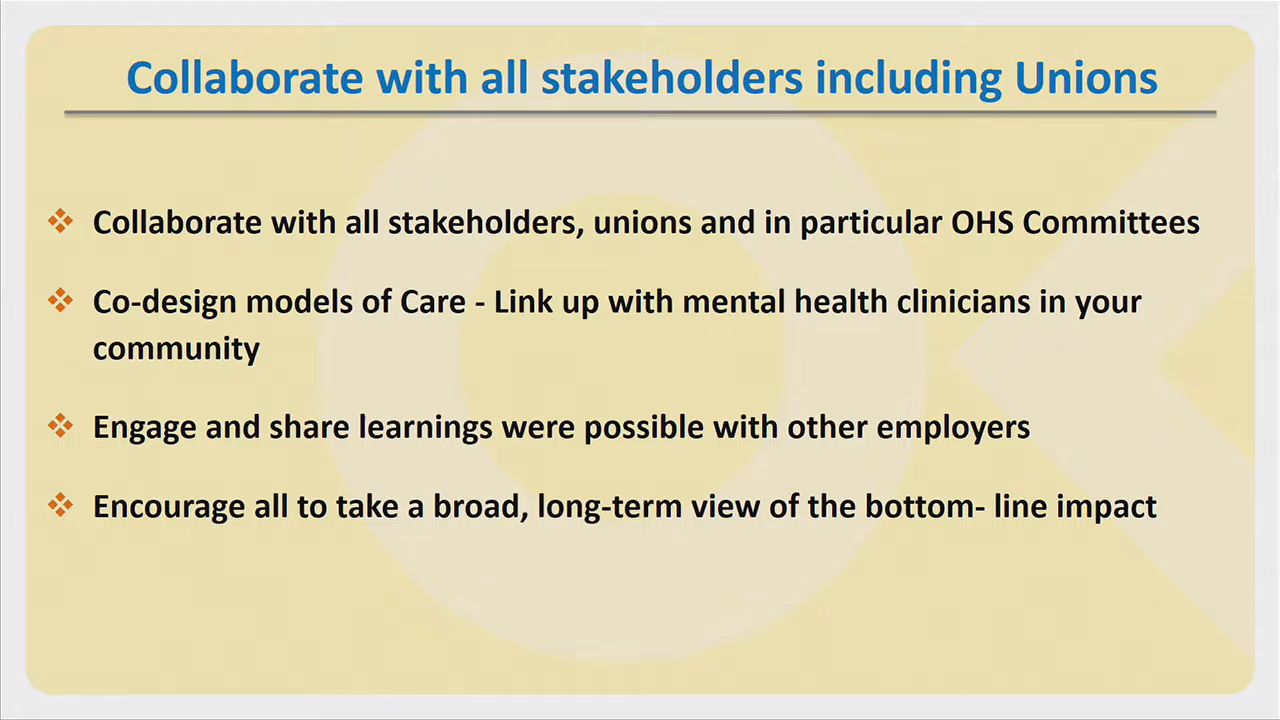 Collaborate with all stakeholders including Unions
Collaborate with all stakeholders, unions and in particular OHS Committees
Co-design models of Care - Link up with mental health clinicians in your
community
Engage and share learnings were possible with other employers
Encourage all to take a broad, long-term view of the bottom- line impact